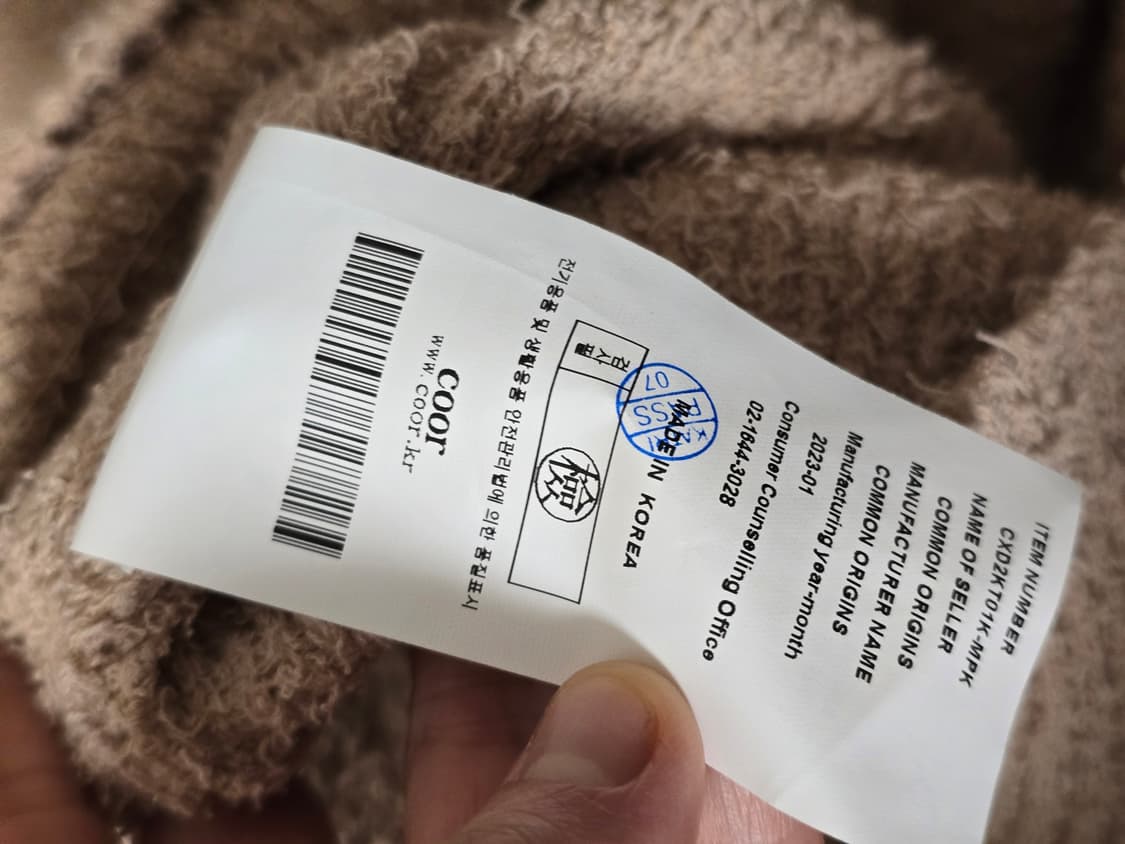 ITEM NUMBER
CXD2KT01K-MPK
NAME OF SELLER
COMMON ORIGINS
MANUFACTURER NAME
COMMON ORIGINS
Manufacturing year-month
2023-01
Consumer Counselling Office
02-1644-3028
MADE IN KOREA
07
검사필
檢
전기용품 및 생활용품 안전관리법에 의한 품질표시
coor
www.coor.kr